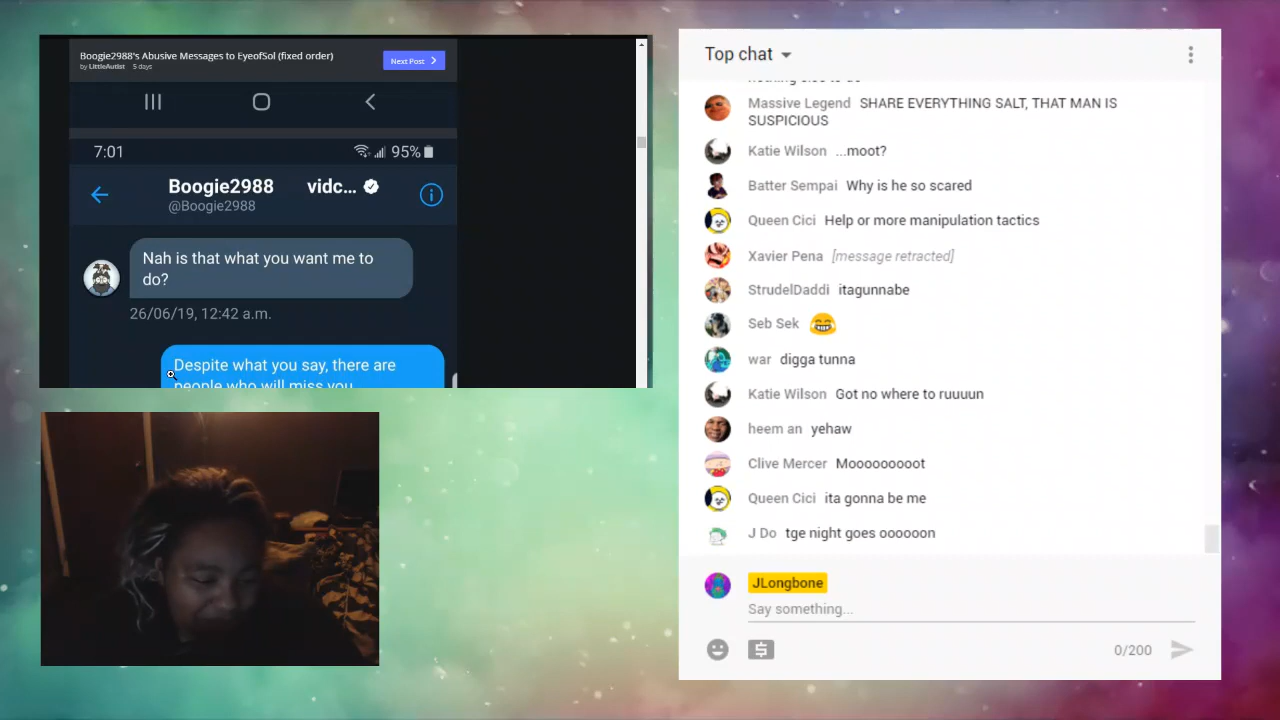 Boogie2988's Abusive Messages to EyeofSol (fixed order)
by LittleAutist 5 days
Next Post
7:01
95%
Boogie2988 vidc...
@Boogie2988
Nah is that what you want me to
do?
26/06/19, 12:42 a.m.
Despite what you say, there are
people who will miss you
Top chat
nothing else to do
Massive Legend SHARE EVERYTHING SALT, THAT MAN IS
SUSPICIOUS
Katie Wilson ...moot?
Batter Sempai Why is he so scared
Queen Cici Help or more manipulation tactics
Xavier Pena [message retracted]
StrudelDaddi itagunnabe
Seb Sek
war digga tunna
Katie Wilson Got no where to ruuuun
heem an yehaw
Clive Mercer Mooooooooot
Queen Cici ita gonna be me
J Do tge night goes oooooon
JLongbone
Say something...
0/200